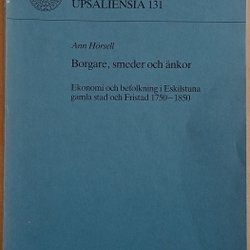 UPSALIENSIA 131
Ann Hörsell
Borgare, smeder och änkor
Ekonomi och befolkning i Eskilstuna
gamla stad och Fristad 1750–1850